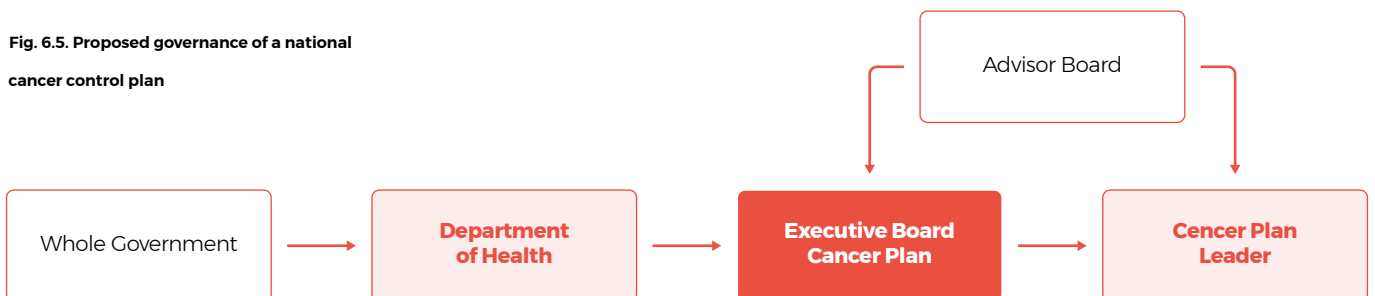 Fig. 6.5. Proposed governance of a national
cancer control plan
Advisor Board
Whole Government
Department
of Health
Executive Board
Cancer Plan
Cencer Plan
Leader